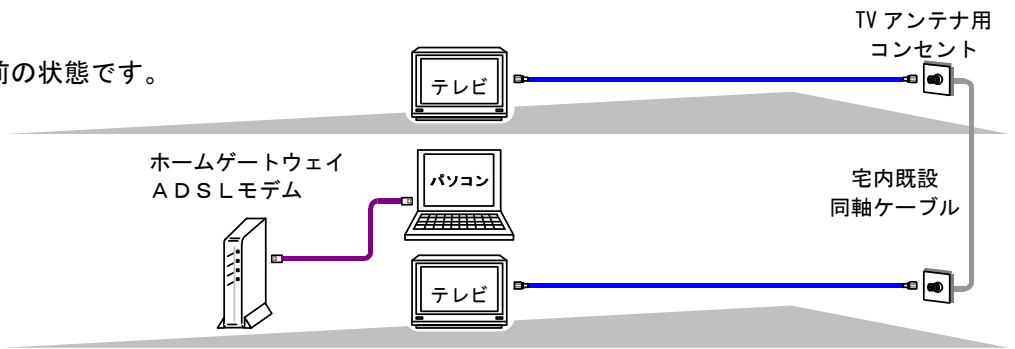 TV アンテナ用
コンセント
前の状態です。
テレビ
ホームゲートウェイ
ＡＤＳＬモデム
パソコン
宅内既設
同軸ケーブル
テレビ